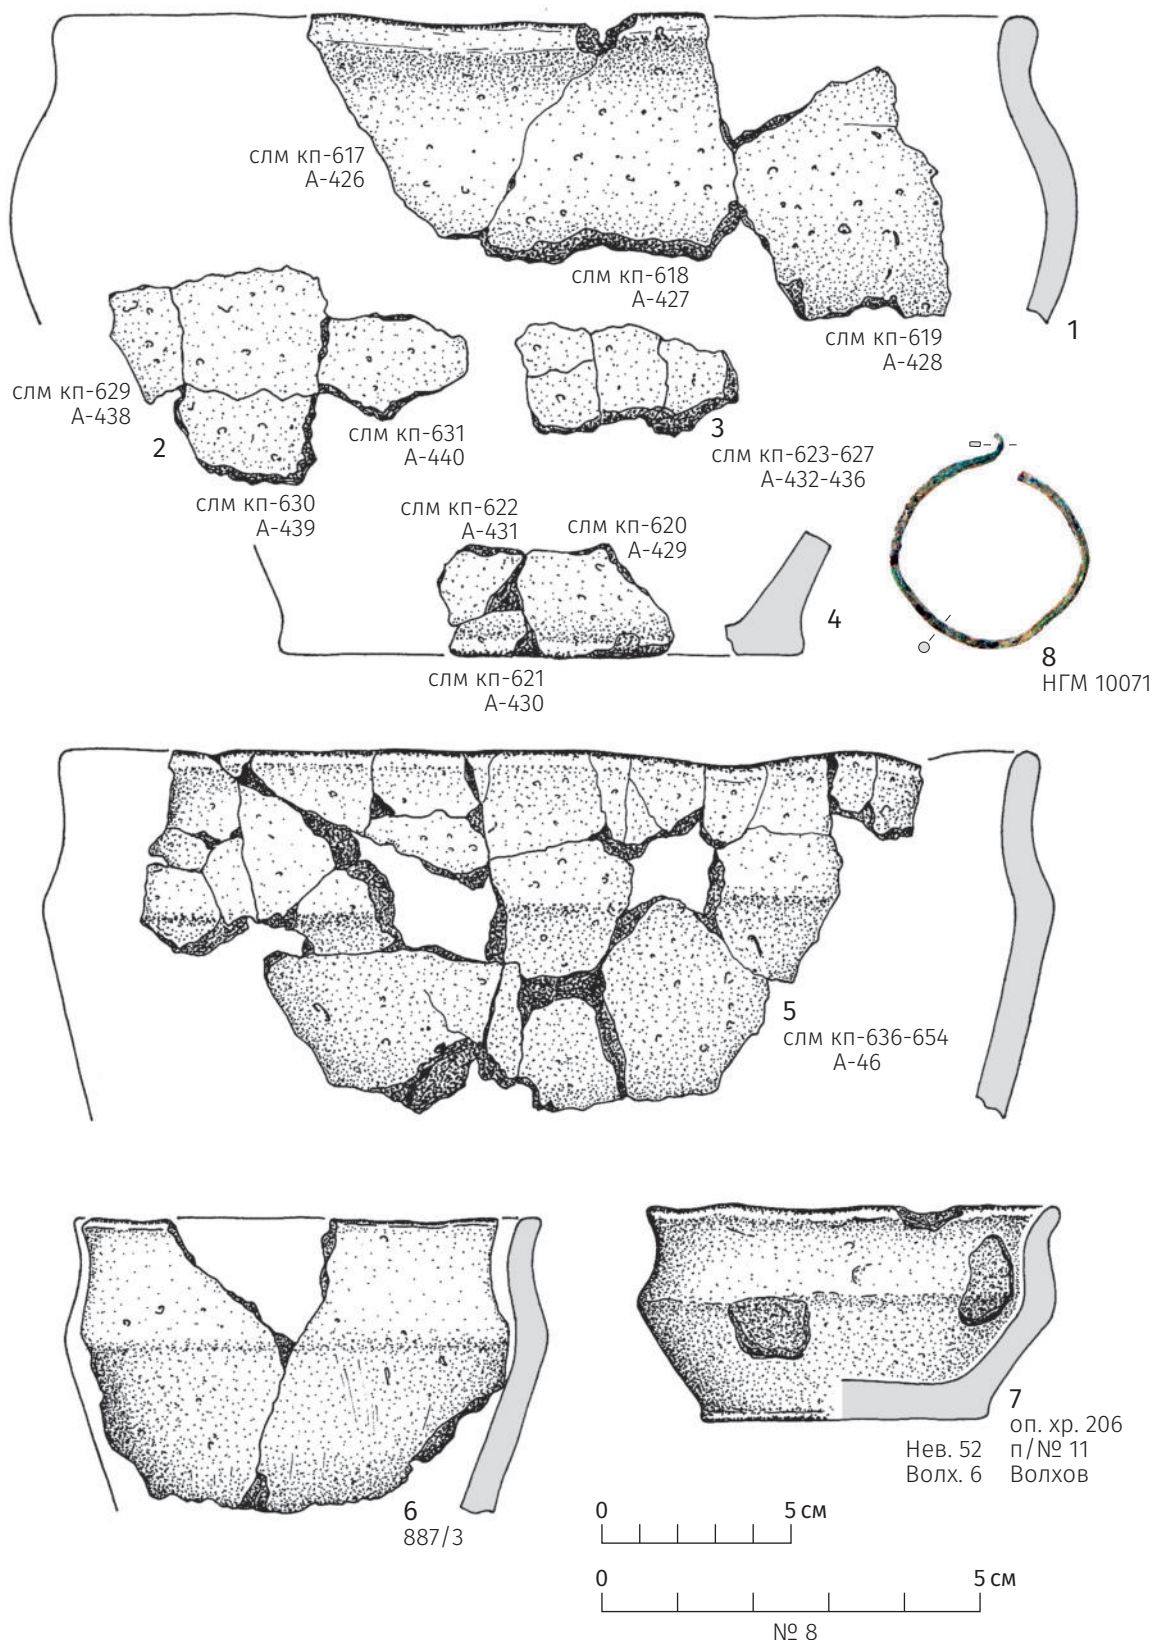 слм кп-617
А-426
слм кп-618
А-427
слм кп-619
А-428
1
слм кп-629
А-438
2
слм кп-631
А-440
слм кп-630
А-439
3
слм кп-623-627
А-432-436
слм кп-622
А-431
слм кп-620
А-429
4
слм кп-621
А-430
8
НГМ 10071
5
слм кп-636-654
А-46
6
887/3
7
оп. хр. 206
Нев. 52 п/№ 11
Волх. 6 Волхов
0 5 см
0 5 см
№ 8